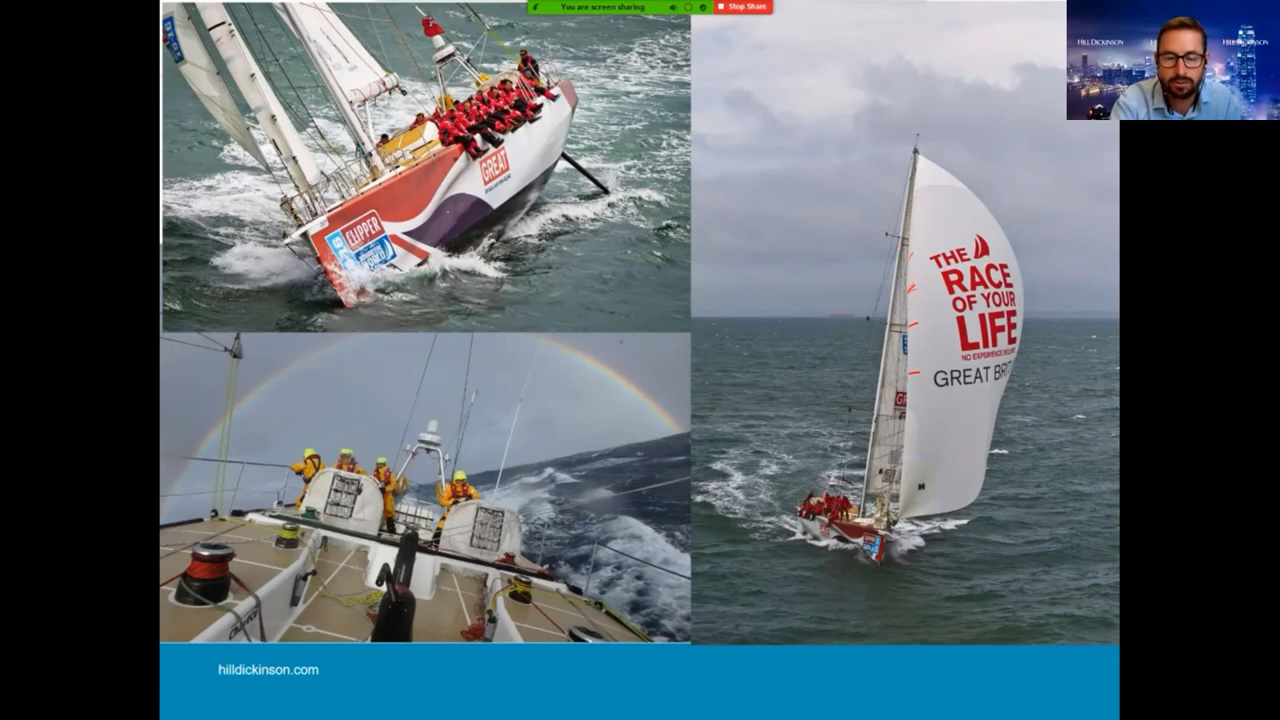 You are screen sharing
Stop Share
HILL DICKINSON
HILL DICKINSON
GREAT
CLIPPER
THE
RACE
OF YOUR
LIFE
NO EXPERIENCE
GREAT BRIT
GR
hilldickinson.com